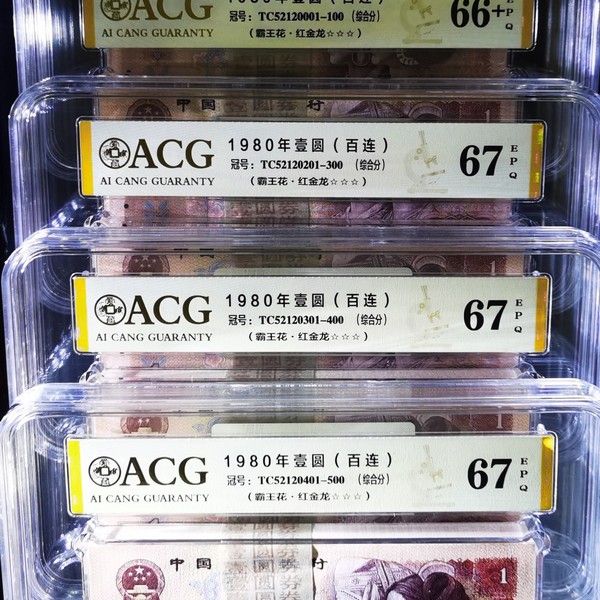 ACG
AI CANG GUARANTY
冠号：TC52120001-100（综合分）
（霸王花·红金龙☆☆☆）
66+
EPQ
中国
行
ACG
AI CANG GUARANTY
1980年壹圆（百连）
冠号：TC52120201-300（综合分）
（霸王花·红金龙☆☆☆）
67
EPQ
ACG
AI CANG GUARANTY
1980年壹圆（百连）
冠号：TC52120301-400（综合分）
（霸王花·红金龙☆☆☆）
67
EPQ
ACG
AI CANG GUARANTY
1980年壹圆（百连）
冠号：TC52120401-500（综合分）
（霸王花·红金龙☆☆☆）
67
EPQ
中国
行
1